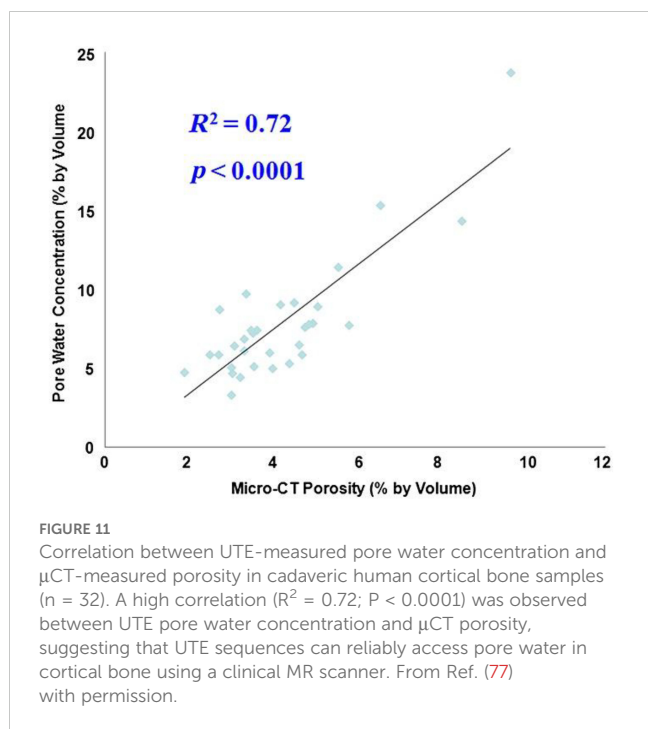 25
20
15
10
5
0
Pore Water Concentration (% by Volume)
R² = 0.72
p < 0.0001
0 2 4 6 8 10 12
Micro-CT Porosity (% by Volume)
FIGURE 11
Correlation between UTE-measured pore water concentration and
μCT-measured porosity in cadaveric human cortical bone samples
(n = 32). A high correlation (R² = 0.72; P < 0.0001) was observed
between UTE pore water concentration and μCT porosity,
suggesting that UTE sequences can reliably access pore water in
cortical bone using a clinical MR scanner. From Ref. (77)
with permission.